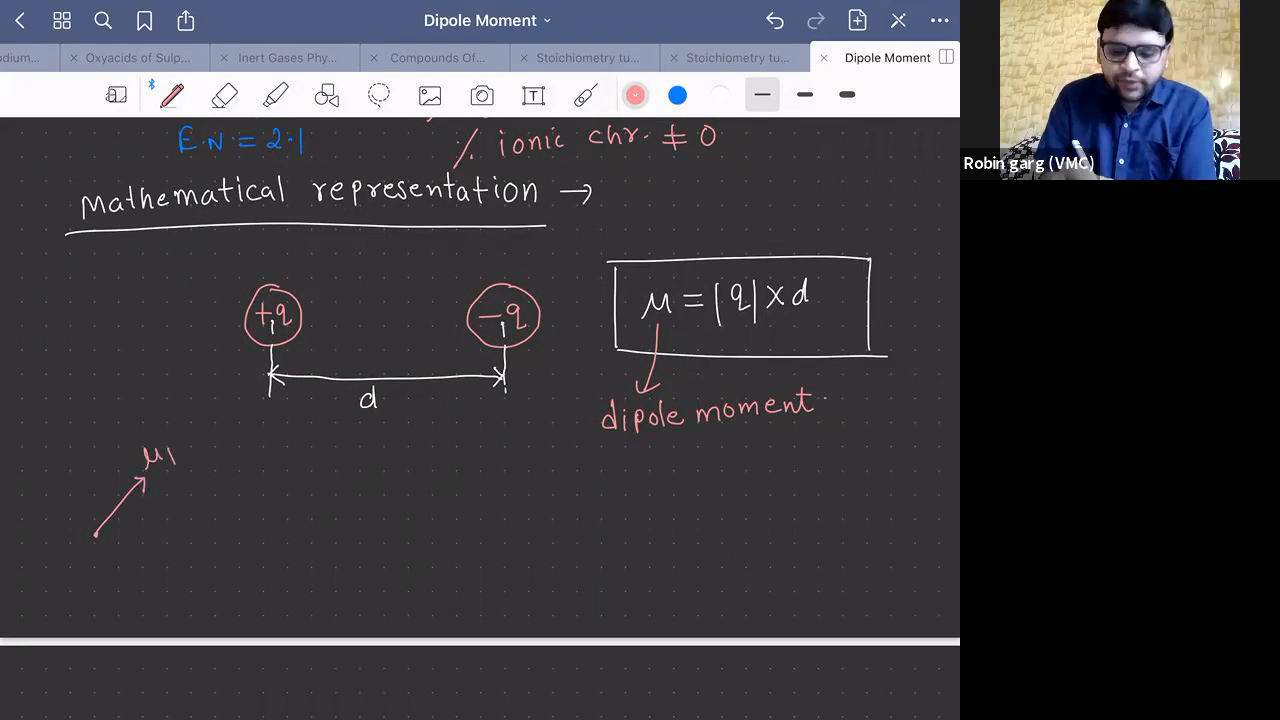 Dipole Moment
odium...
Oxyacids of Sulp...
Inert Gases Phy...
Compounds Of...
Stoichiometry tu...
Stoichiometry tu...
Dipole Moment
T
E·N·= 2·1
% ionic chr. ≠ 0
Mathematical representation →
+q
-q
μ = |q| × d
d
dipole moment
μ1
Robin garg (VMC)